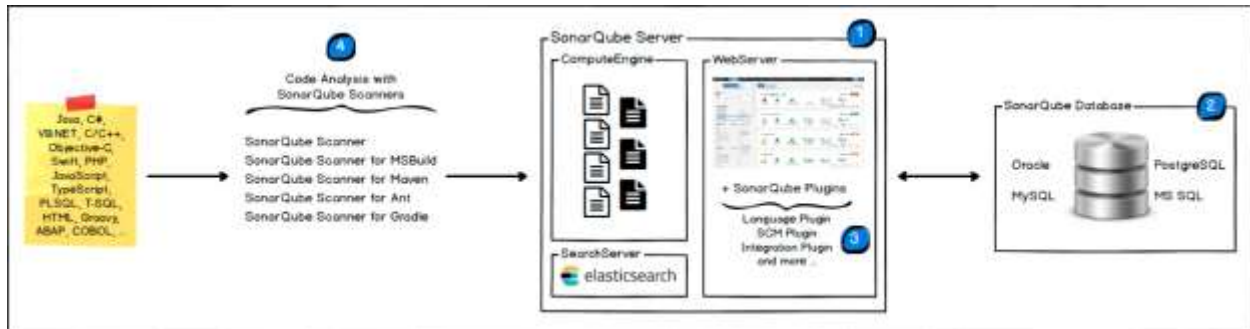 Java, C#,
VB.NET, C/C++,
Objective-C,
Swift, PHP,
JavaScript,
TypeScript,
PLSQL, T-SQL,
HTML, Groovy,
ABAP, COBOL, ...
4
Code Analysis with
SonarQube Scanners
SonarQube Scanner
SonarQube Scanner for MSBuild
SonarQube Scanner for Maven
SonarQube Scanner for Ant
SonarQube Scanner for Gradle
SonarQube Server
1
ComputeEngine
SearchServer
elasticsearch
WebServer
+ SonarQube Plugins
Language Plugin
SCM Plugin
Integration Plugin
and more ...
3
SonarQube Database
2
Oracle
PostgreSQL
MySQL
MS SQL